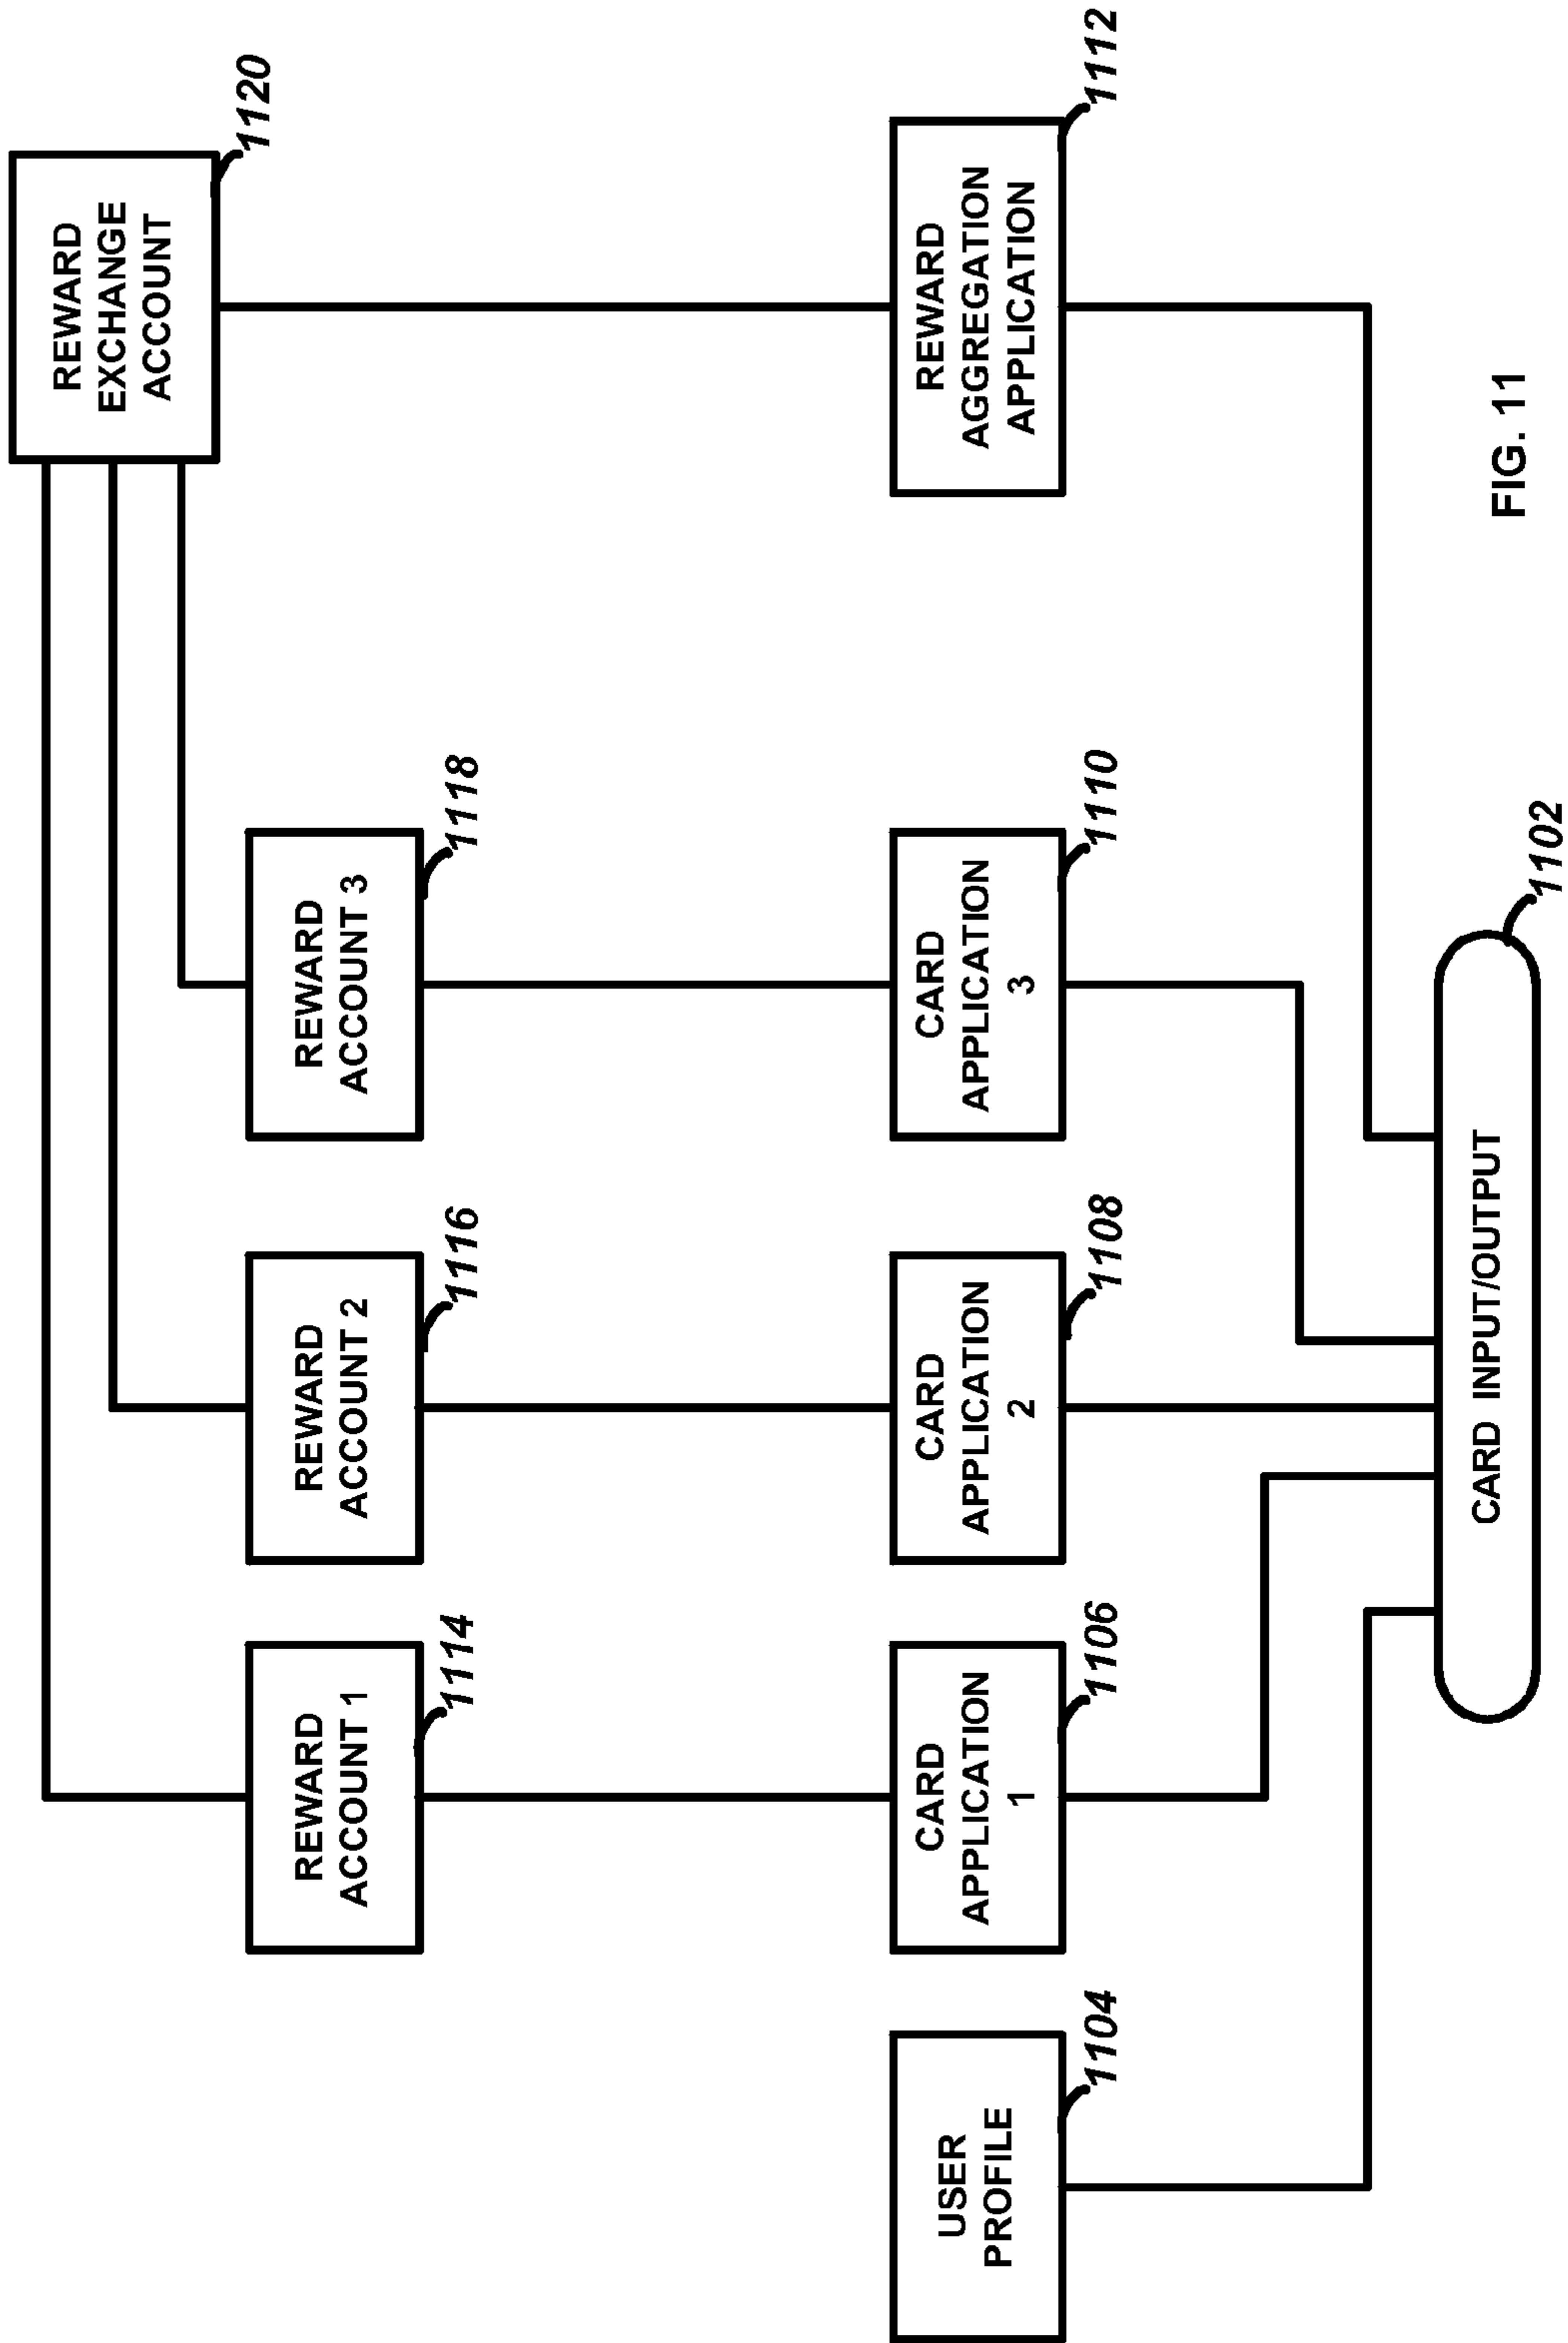 REWARD
EXCHANGE
ACCOUNT
1120
REWARD
ACCOUNT 1
1114
REWARD
ACCOUNT 2
1116
REWARD
ACCOUNT 3
1118
USER
PROFILE
1104
CARD
APPLICATION
1
1106
CARD
APPLICATION
2
1108
CARD
APPLICATION
3
1110
REWARD
AGGREGATION
APPLICATION
1112
CARD INPUT/OUTPUT
1102
FIG. 11